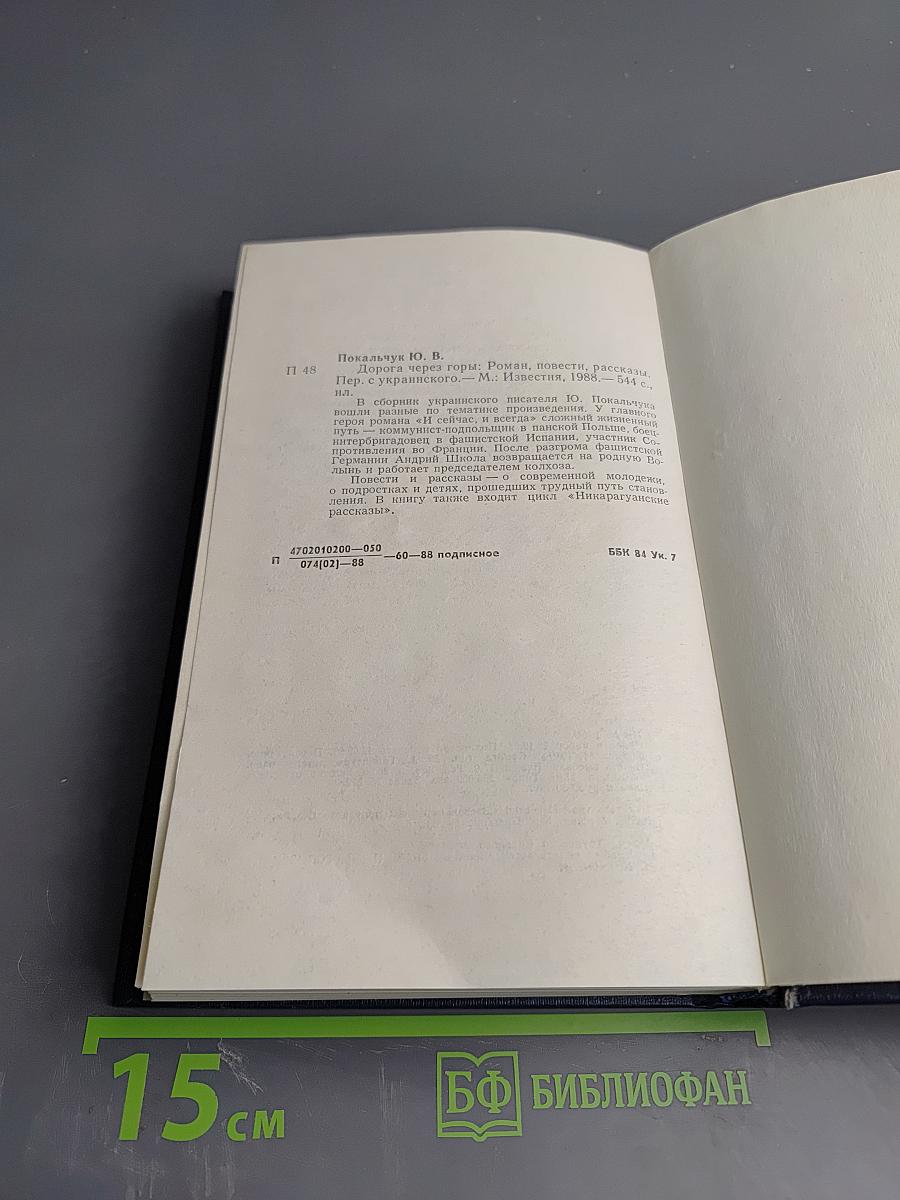 Покальчук Ю. В.
П 48 Дорога через горы: Роман, повести, рассказы.
Пер. с украинского.— М.: Известия, 1988.— 544 с.,
ил.
В сборник украинского писателя Ю. Покальчука
вошли разные по тематике произведения. У главного
героя романа «И сейчас, и всегда» сложный жизненный
путь — коммунист-подпольщик в панской Польше, боец-
интербригадовец в фашистской Испании, участник Со-
противления во Франции. После разгрома фашистской
Германии Андрий Школа возвращается на родную Во-
лынь и работает председателем колхоза.
Повести и рассказы — о современной молодежи,
о подростках и детях, прошедших трудный путь станов-
ления. В книгу также входит цикл «Никарагуанские
рассказы».
4702010200—050
П —60—88 подписное ББК 84 Ук. 7
074(02)—88
15 см
БФ БИБЛИОФАН